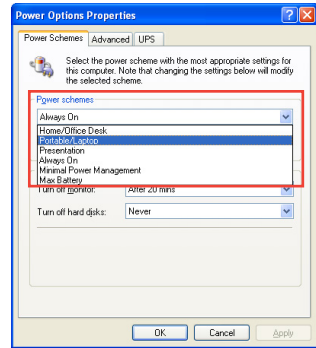 Power Options Properties
Power Schemes Advanced UPS
Select the power scheme with the most appropriate settings for
this computer. Note that changing the settings below will modify
the selected scheme.
Power schemes
Always On
Home/Office Desk
Portable/Laptop
Presentation
Always On
Minimal Power Management
Max Battery
Turn off monitor: After 20 mins
Turn off hard disks: Never
OK Cancel Apply